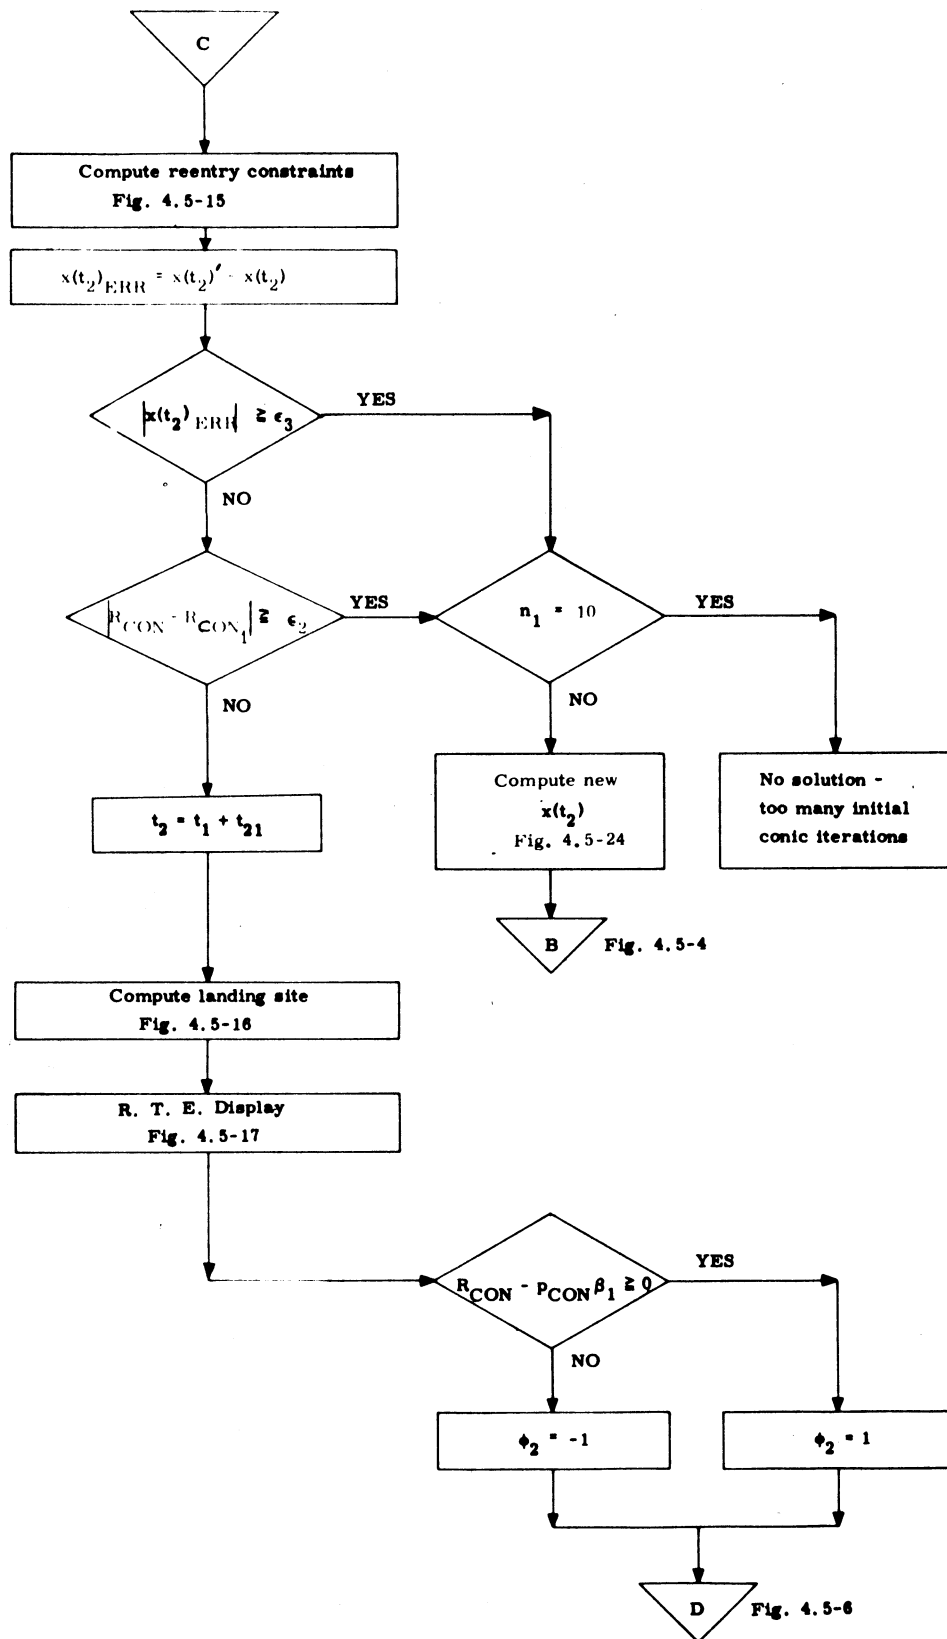 C
Compute reentry constraints
Fig. 4.5-15
x(t₂)ERR = x(t₂)' - x(t₂)
|x(t₂)ERR| ≧ ε₃
YES
NO
|RCON - RCON₁| ≧ ε₂
YES
n₁ = 10
YES
NO
NO
t₂ = t₁ + t₂₁
Compute new
x(t₂)
Fig. 4.5-24
No solution -
too many initial
conic iterations
B
Fig. 4.5-4
Compute landing site
Fig. 4.5-16
R. T. E. Display
Fig. 4.5-17
RCON - pCON β₁ ≧ 0
YES
NO
ϕ₂ = -1
ϕ₂ = 1
D
Fig. 4.5-6